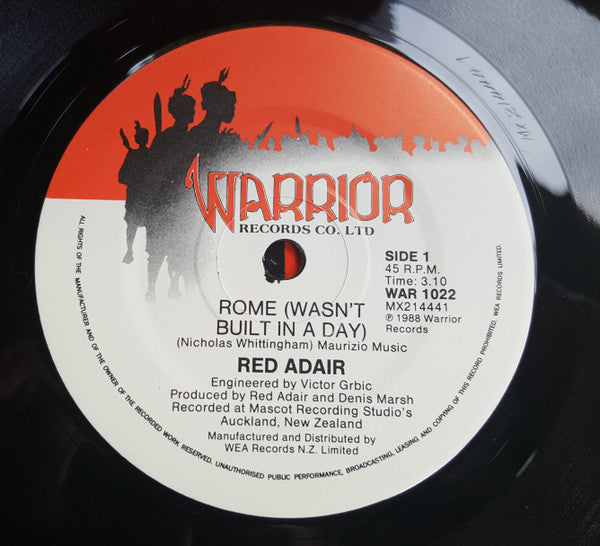 WARRIOR
RECORDS CO. LTD
SIDE 1
45 R.P.M.
Time: 3.10
WAR 1022
MX214441
℗ 1988 Warrior
Records
ROME (WASN'T
BUILT IN A DAY)
(Nicholas Whittingham) Maurizio Music
RED ADAIR
Engineered by Victor Grbic
Produced by Red Adair and Denis Marsh
Recorded at Mascot Recording Studio's
Auckland, New Zealand
Manufactured and Distributed by
WEA Records N.Z. Limited
ALL RIGHTS OF THE MANUFACTURER AND OF THE OWNER OF THE RECORDED WORK RESERVED. UNAUTHORISED PUBLIC PERFORMANCE, BROADCASTING, LEASING AND COPYING OF THIS RECORD PROHIBITED. WEA RECORDS LIMITED.